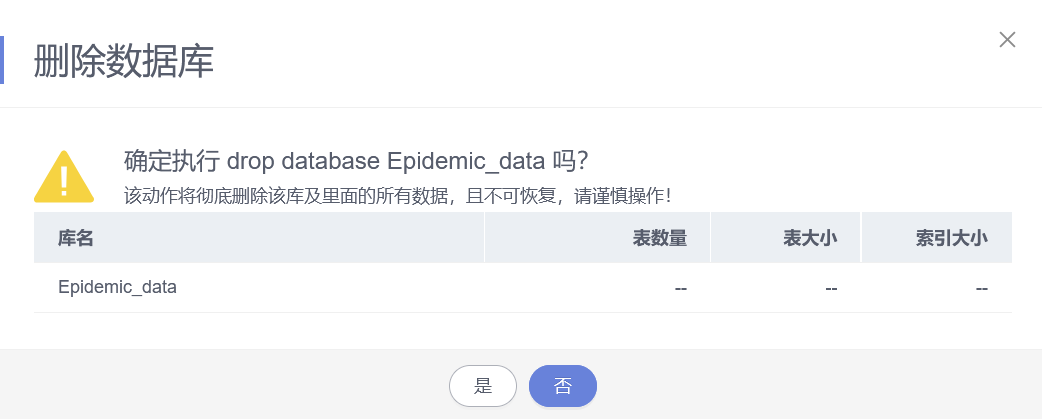 删除数据库
确定执行 drop database Epidemic_data 吗?
该动作将彻底删除该库及里面的所有数据，且不可恢复，请谨慎操作！
库名 表数量 表大小 索引大小
Epidemic_data -- -- --
是 否